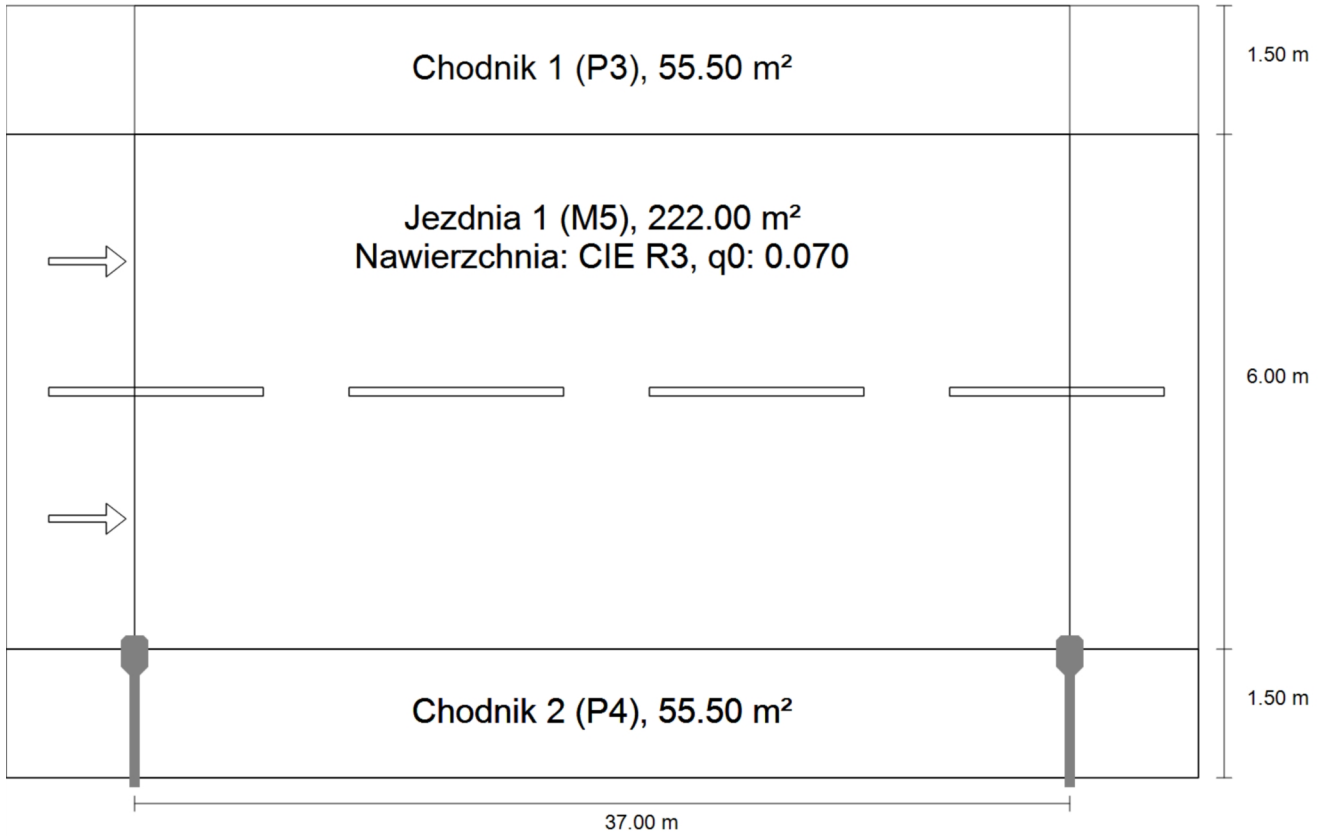 Chodnik 1 (P3), 55.50 m²
1.50 m
Jezdnia 1 (M5), 222.00 m²
Nawierzchnia: CIE R3, q0: 0.070
6.00 m
Chodnik 2 (P4), 55.50 m²
1.50 m
37.00 m